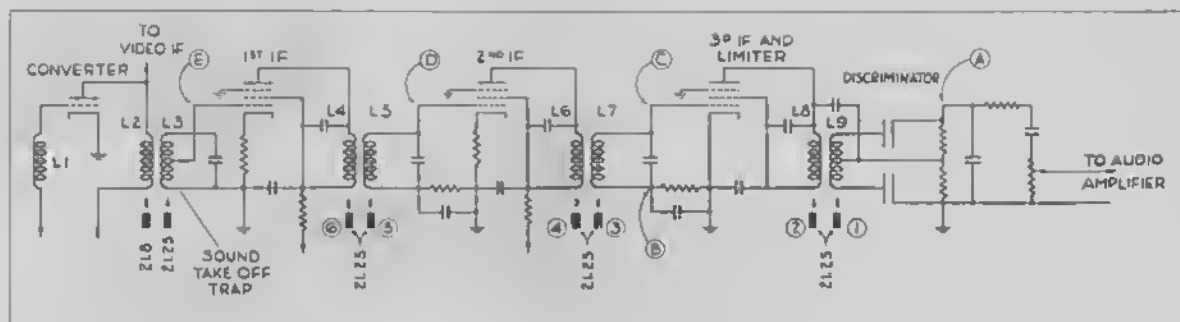 TO
VIDEO IF
CONVERTER
E
1ST IF
D
2ND IF
C
3D IF AND
LIMITER
DISCRIMINATOR
A
L1
L2
L3
L4
L5
L6
L7
L8
L9
TO AUDIO
AMPLIFIER
B
SOUND
TAKE OFF
TRAP
6
5
4
3
2
1
21.8
21.25
21.25
21.25
21.25